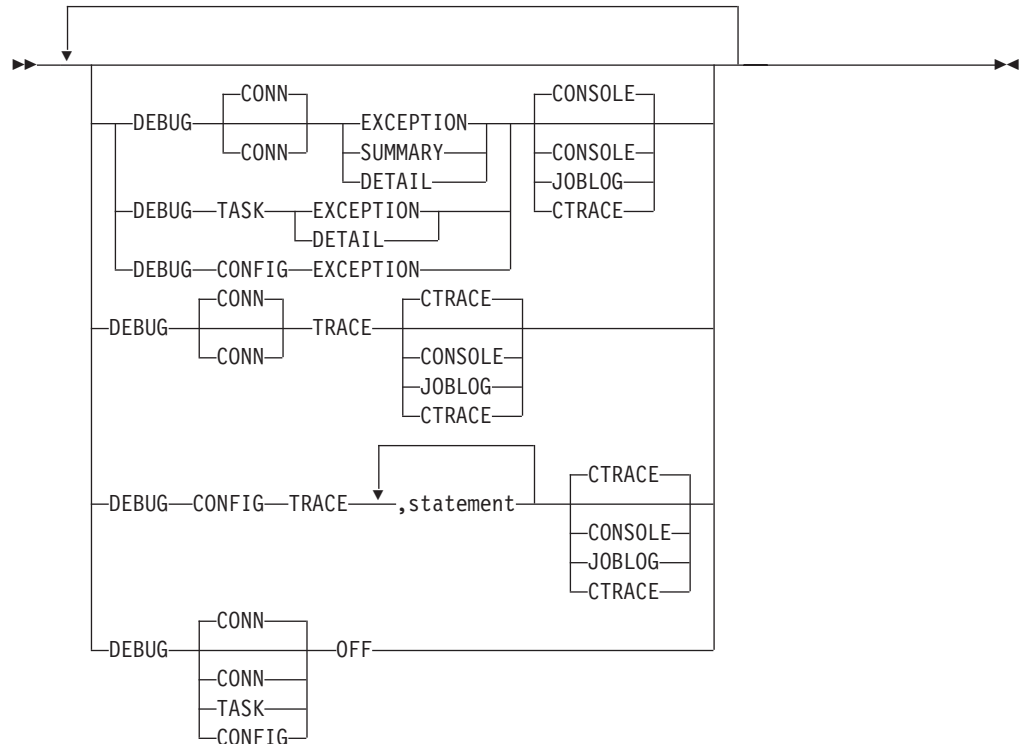 CONN CONSOLE
DEBUG EXCEPTION
CONN SUMMARY CONSOLE
DETAIL JOBLOG
DEBUG TASK EXCEPTION CTRACE
DETAIL
DEBUG CONFIG EXCEPTION
CONN CTRACE
DEBUG TRACE
CONN CONSOLE
JOBLOG
CTRACE
CTRACE
DEBUG CONFIG TRACE ,statement
CONSOLE
JOBLOG
CTRACE
CONN
DEBUG OFF
CONN
TASK
CONFIG